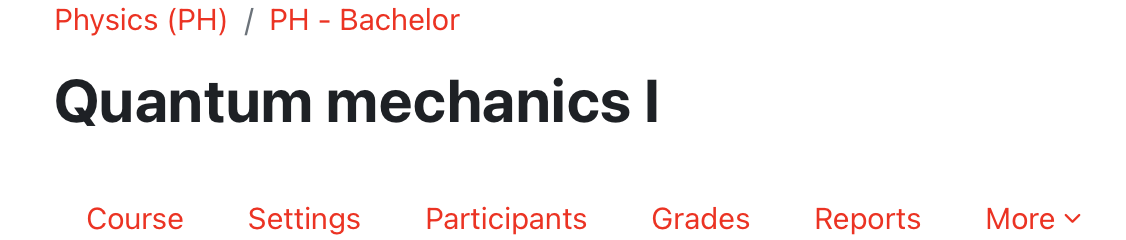 Physics (PH) / PH - Bachelor
Quantum mechanics I
Course Settings Participants Grades Reports More